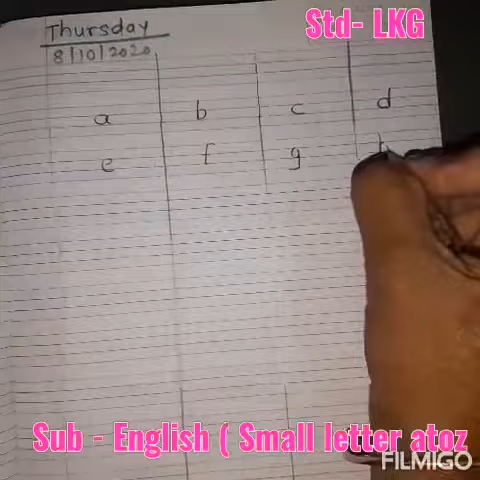 Thursday
Std- LKG
8/10/2020
a b c d
e f g h
Sub - English ( Small letter atoz
FILMIGO